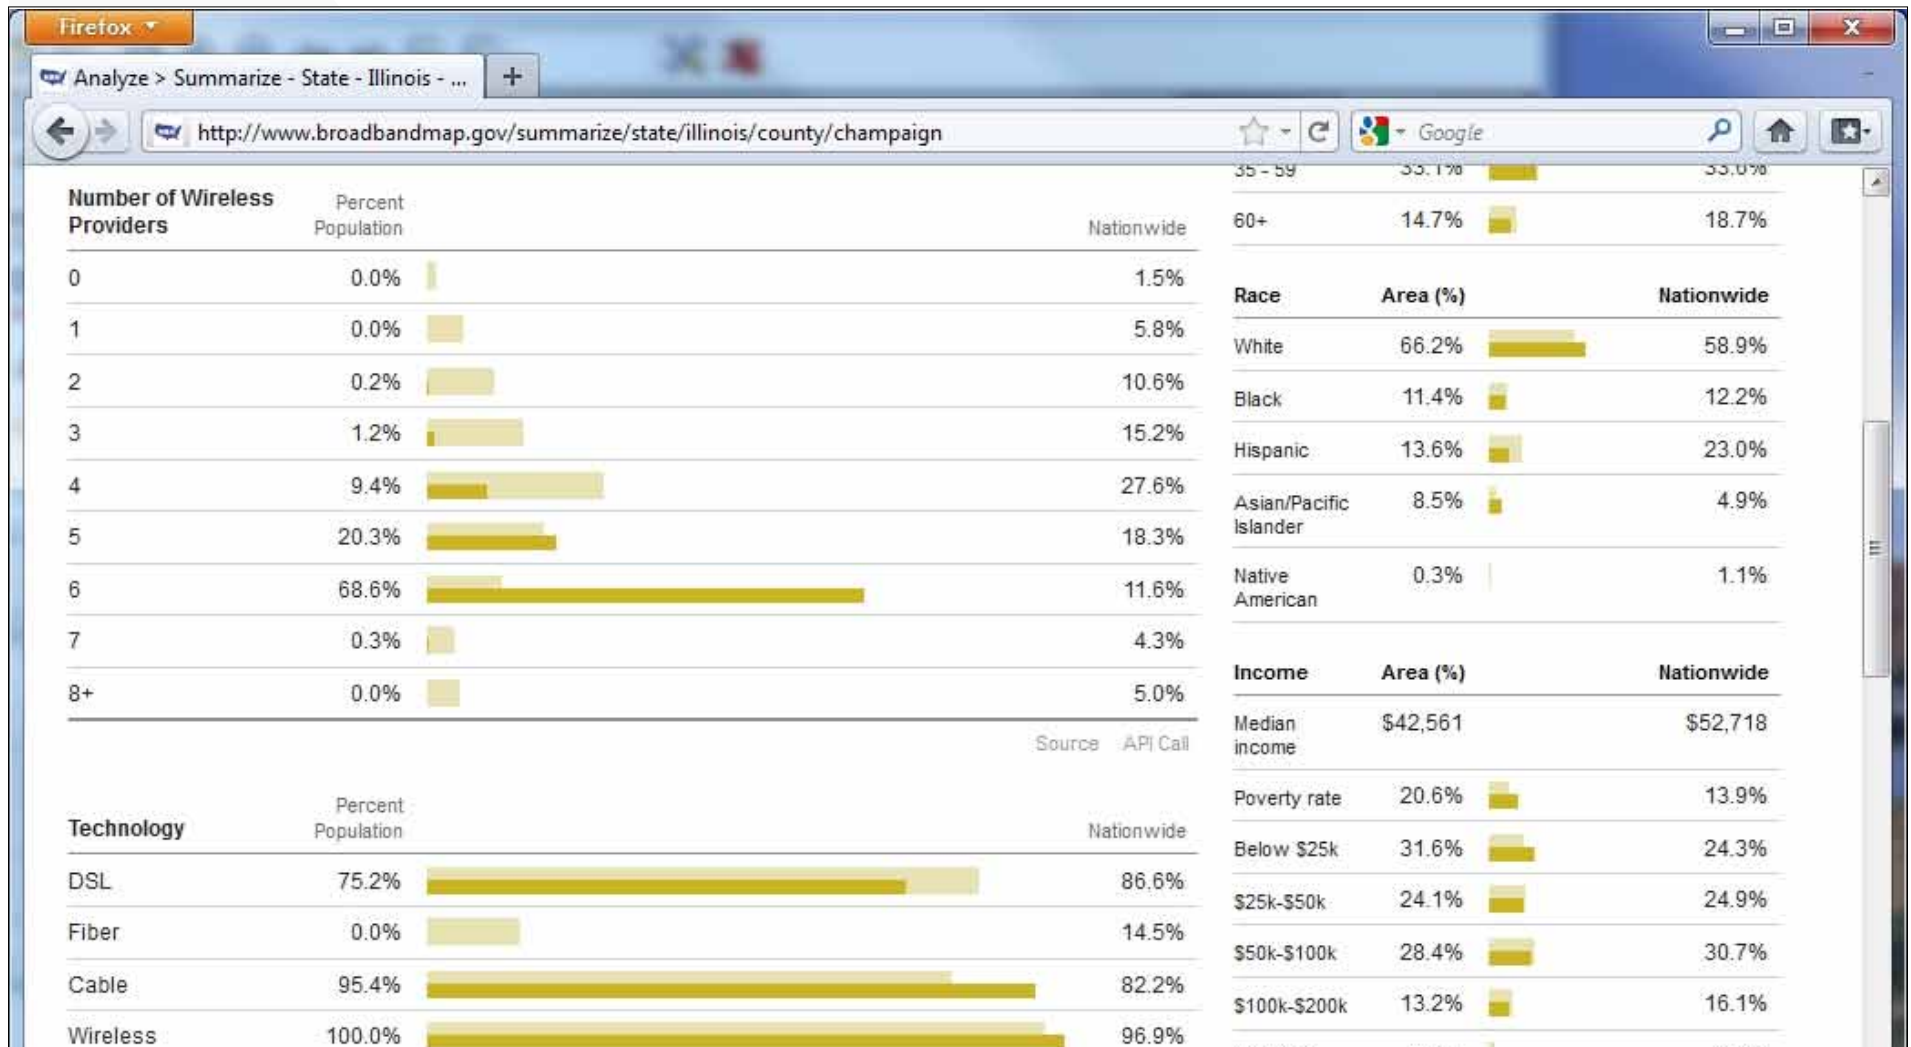 Firefox
Analyze > Summarize - State - Illinois - ...
http://www.broadbandmap.gov/summarize/state/illinois/county/champaign
Google
Number of Wireless Providers Percent Population Nationwide
0 0.0% 1.5%
1 0.0% 5.8%
2 0.2% 10.6%
3 1.2% 15.2%
4 9.4% 27.6%
5 20.3% 18.3%
6 68.6% 11.6%
7 0.3% 4.3%
8+ 0.0% 5.0%
Source API Call
Technology Percent Population Nationwide
DSL 75.2% 86.6%
Fiber 0.0% 14.5%
Cable 95.4% 82.2%
Wireless 100.0% 96.9%
35 - 59 33.1% 33.6%
60+ 14.7% 18.7%
Race Area (%) Nationwide
White 66.2% 58.9%
Black 11.4% 12.2%
Hispanic 13.6% 23.0%
Asian/Pacific Islander 8.5% 4.9%
Native American 0.3% 1.1%
Income Area (%) Nationwide
Median income $42,561 $52,718
Poverty rate 20.6% 13.9%
Below $25k 31.6% 24.3%
$25k-$50k 24.1% 24.9%
$50k-$100k 28.4% 30.7%
$100k-$200k 13.2% 16.1%